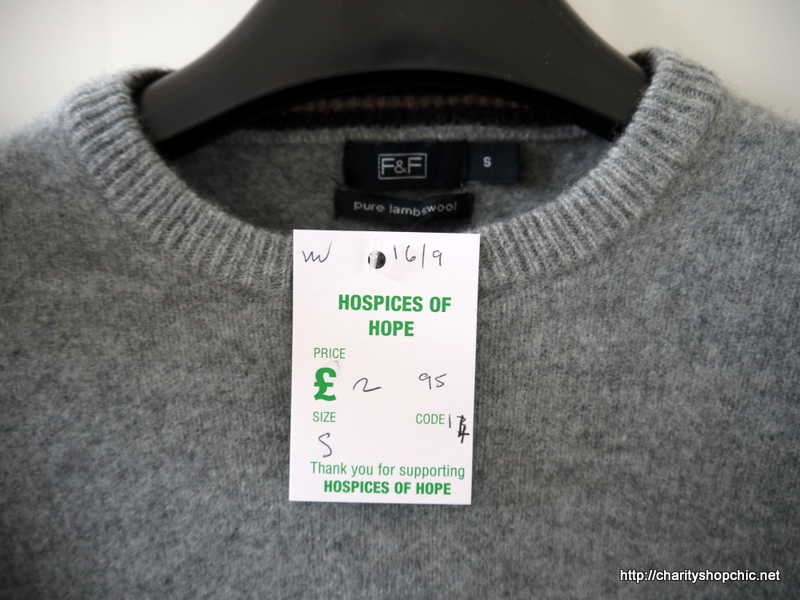 F&F
S
pure lambswool
16/9
HOSPICES OF
HOPE
PRICE
£ 2 95
SIZE
CODE
S
Thank you for supporting
HOSPICES OF HOPE
http://charityshopchic.net